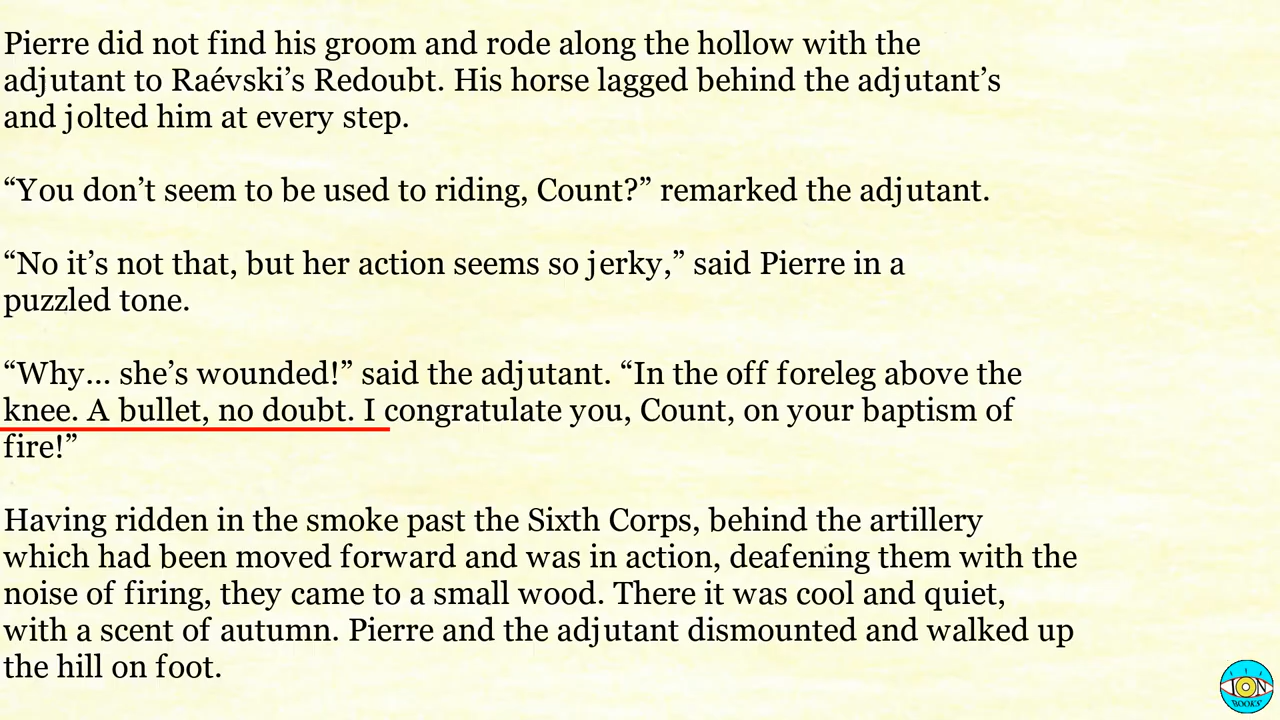 Pierre did not find his groom and rode along the hollow with the
adjutant to Raévski’s Redoubt. His horse lagged behind the adjutant’s
and jolted him at every step.
“You don’t seem to be used to riding, Count?” remarked the adjutant.
“No it’s not that, but her action seems so jerky,” said Pierre in a
puzzled tone.
“Why... she’s wounded!” said the adjutant. “In the off foreleg above the
knee. A bullet, no doubt. I congratulate you, Count, on your baptism of
fire!”
Having ridden in the smoke past the Sixth Corps, behind the artillery
which had been moved forward and was in action, deafening them with the
noise of firing, they came to a small wood. There it was cool and quiet,
with a scent of autumn. Pierre and the adjutant dismounted and walked up
the hill on foot.
ION
BOOKS